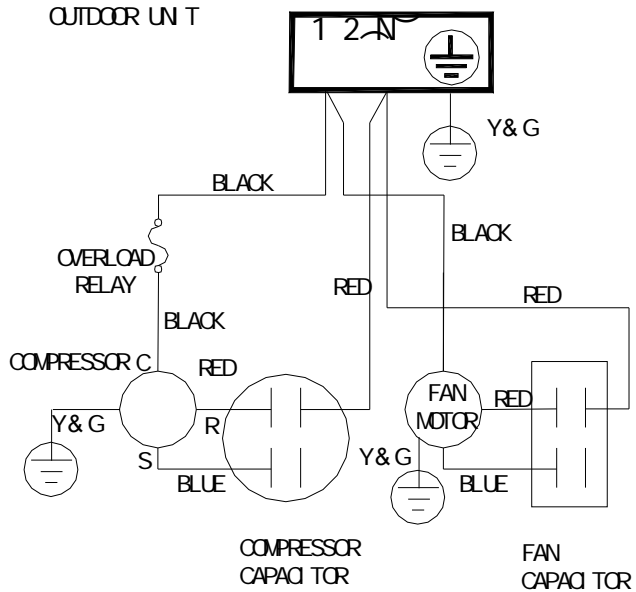 OUTDOOR UNIT
1 2 N
Y&G
BLACK
BLACK
OVERLOAD
RELAY
RED
RED
BLACK
COMPRESSOR C
RED
FAN
MOTOR
RED
Y&G
R
Y&G
S
BLUE
BLUE
COMPRESSOR
CAPACITOR
FAN
CAPACITOR